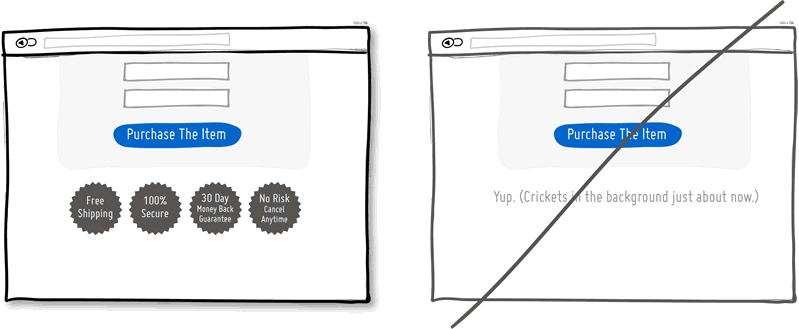 Purchase The Item
Free
Shipping
100%
Secure
30 Day
Money Back
Guarantee
No Risk
Cancel
Anytime
Purchase The Item
Yup. (Crickets in the background just about now.)